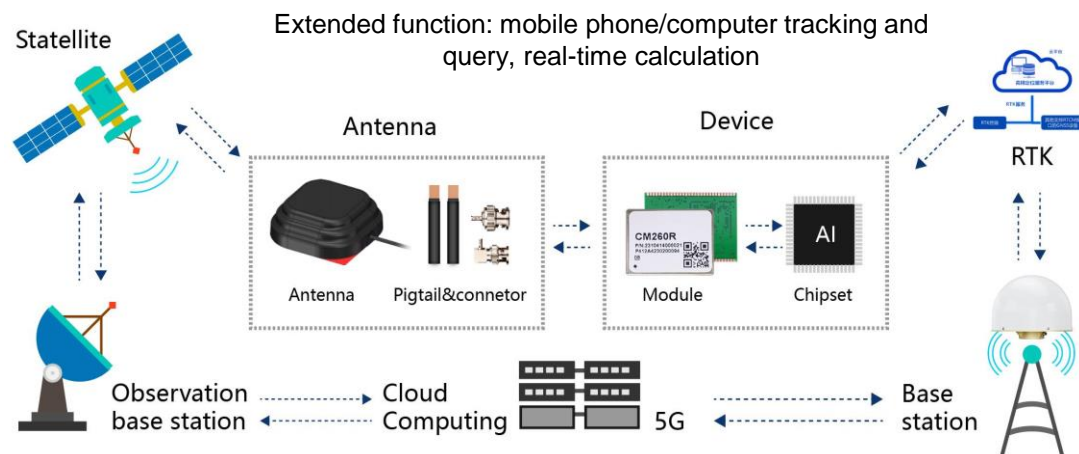 Extended function: mobile phone/computer tracking and
query, real-time calculation
Statellite
Antenna
Device
RTK
CM260R
AI
Antenna
Pigtail&connetor
Module
Chipset
Observation
base station
Cloud
Computing
5G
Base
station